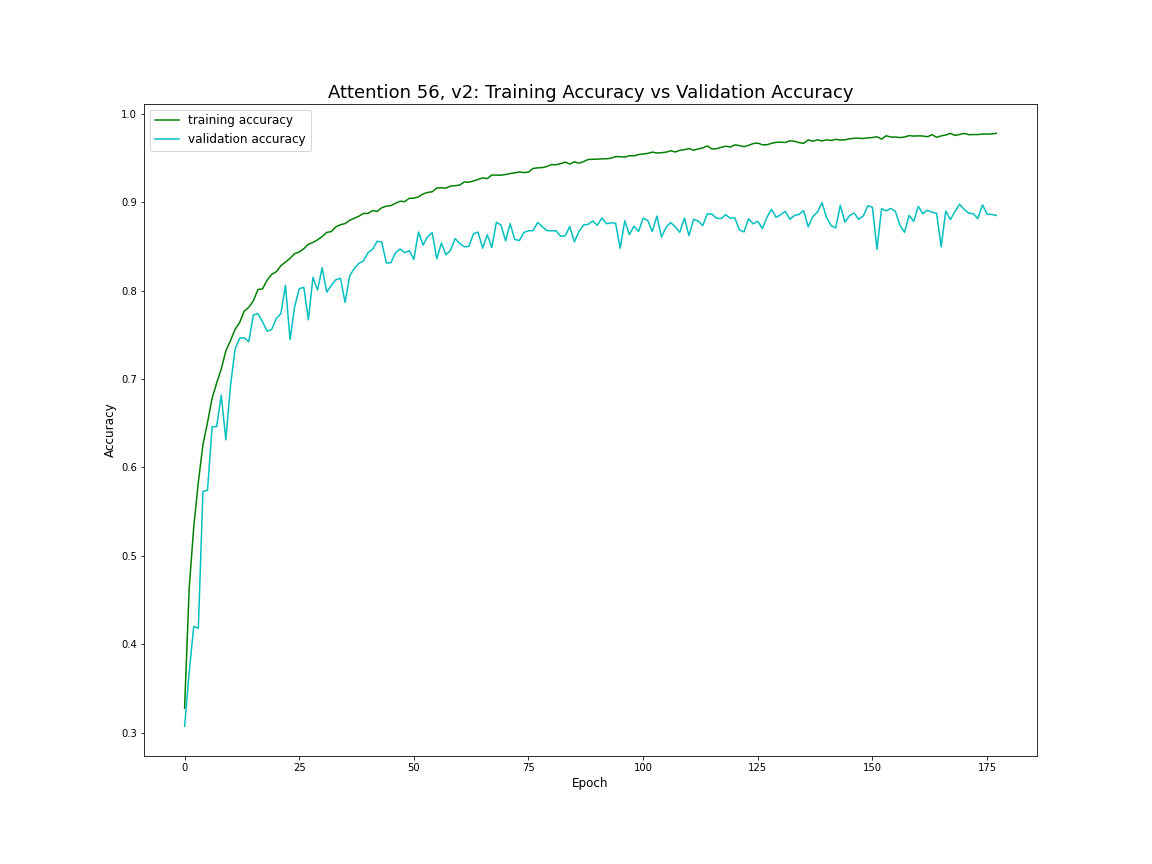 Attention 56, v2: Training Accuracy vs Validation Accuracy
training accuracy
validation accuracy
1.0
0.9
0.8
0.7
0.6
0.5
0.4
0.3
Accuracy
0 25 50 75 100 125 150 175
Epoch